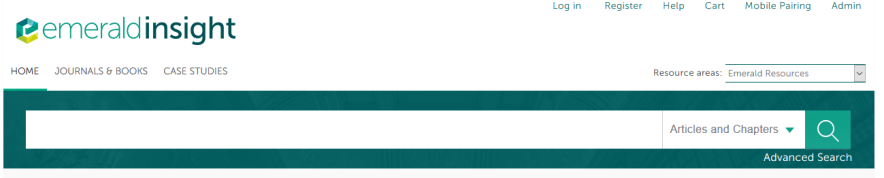 Log in Register Help Cart Mobile Pairing Admin
emeraldinsight
HOME JOURNALS & BOOKS CASE STUDIES
Resource areas: Emerald Resources
Articles and Chapters
Advanced Search